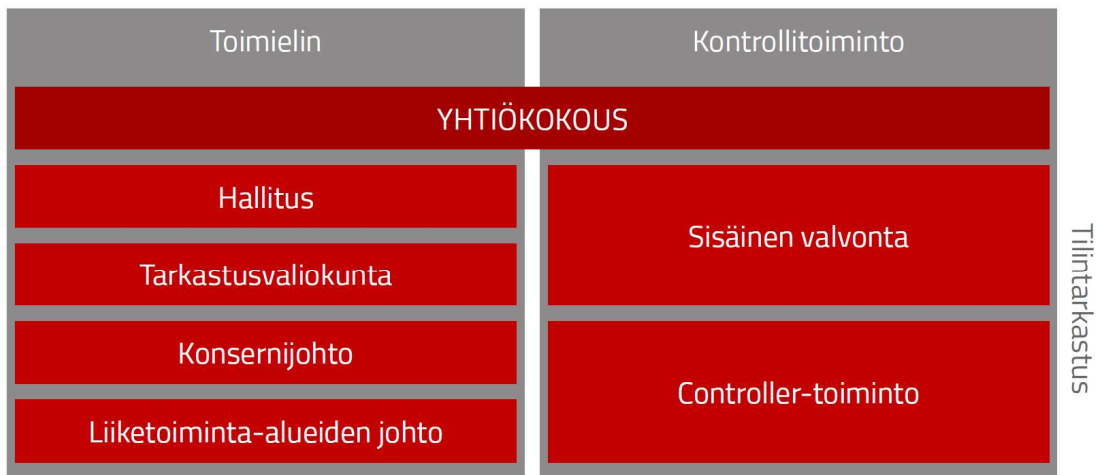 Toimielin
Kontrollitoiminto
YHTIÖKOKOUS
Hallitus
Tarkastusvaliokunta
Konsernijohto
Liiketoiminta-alueiden johto
Sisäinen valvonta
Controller-toiminto
Tilintarkastus